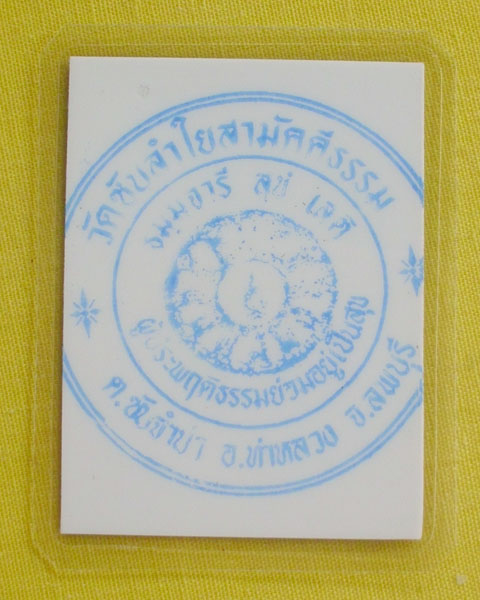 วัดซับลำใยสามัคคีธรรม
ธมมจารี สุขํ เสติ
ผู้ประพฤติธรรมย่อมอยู่เป็นสุข
ต.ซับจำปา อ.ท่าหลวง จ.ลพบุรี